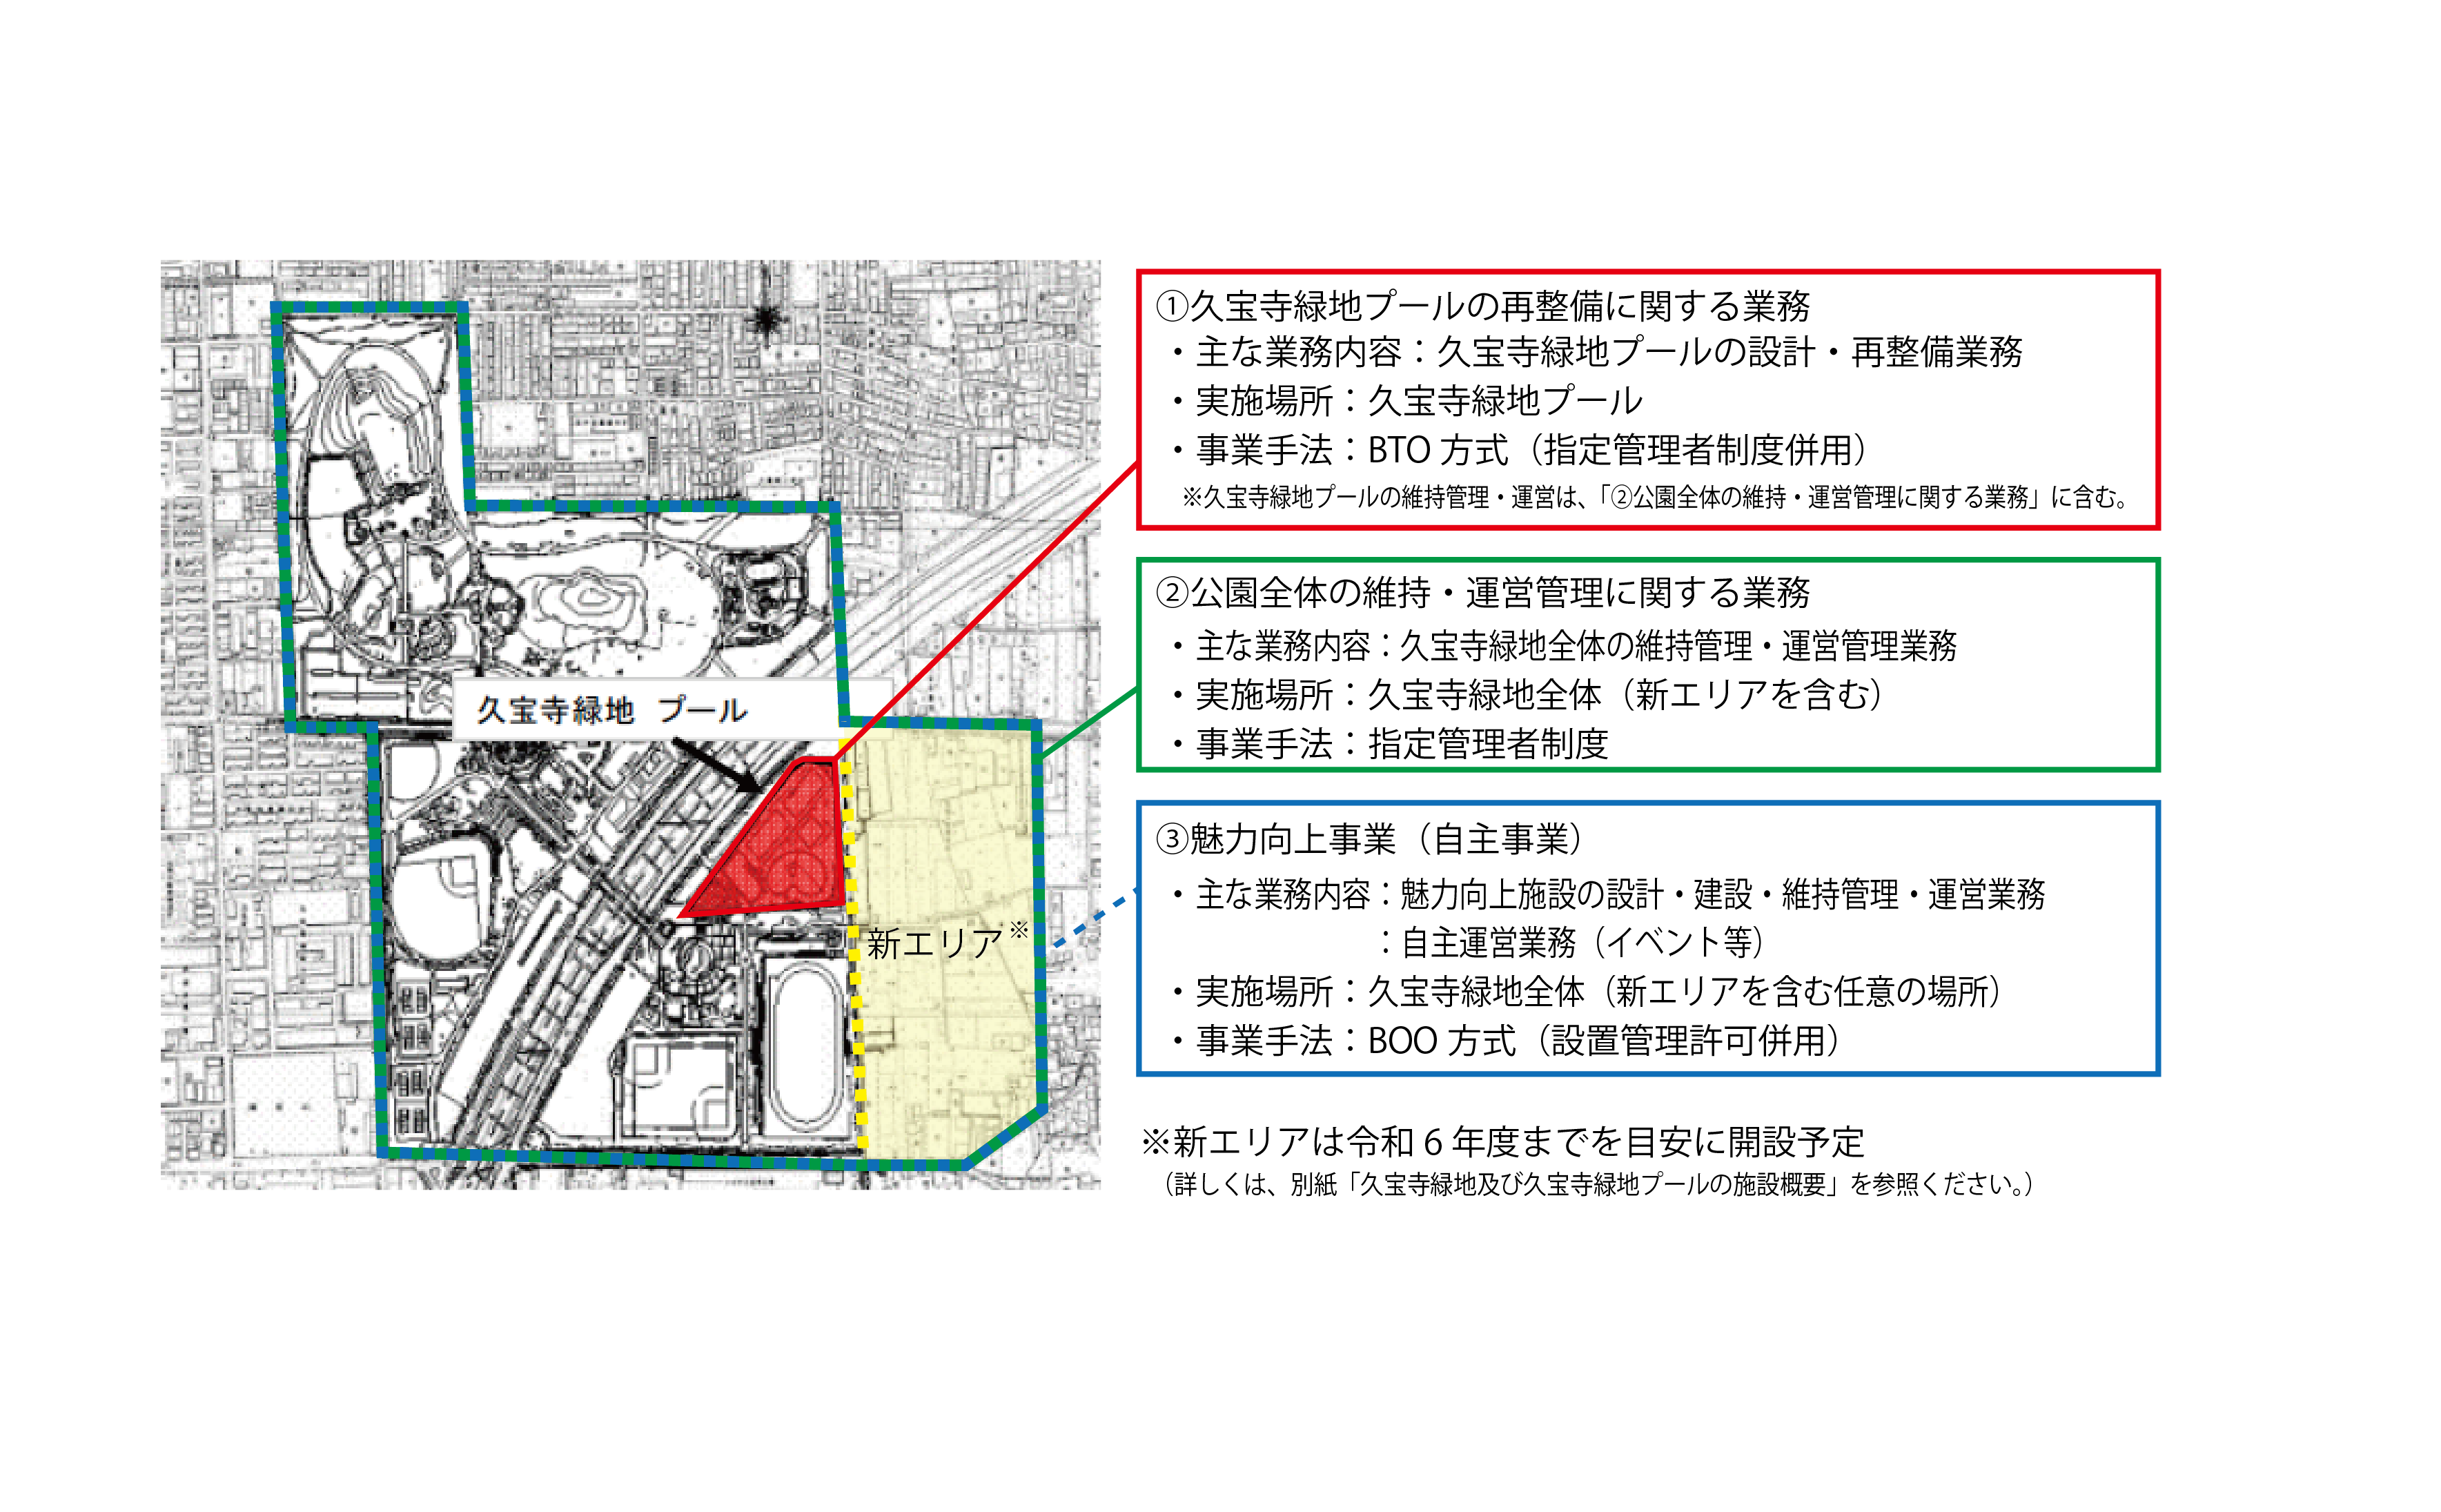 久宝寺緑地 プール
新エリア※
①久宝寺緑地プールの再整備に関する業務
・主な業務内容：久宝寺緑地プールの設計・再整備業務
・実施場所：久宝寺緑地プール
・事業手法：BTO 方式（指定管理者制度併用）
※久宝寺緑地プールの維持管理・運営は、「②公園全体の維持・運営管理に関する業務」に含む。
②公園全体の維持・運営管理に関する業務
・主な業務内容：久宝寺緑地全体の維持管理・運営管理業務
・実施場所：久宝寺緑地全体（新エリアを含む）
・事業手法：指定管理者制度
③魅力向上事業（自主事業）
・主な業務内容：魅力向上施設の設計・建設・維持管理・運営業務
：自主運営業務（イベント等）
・実施場所：久宝寺緑地全体（新エリアを含む任意の場所）
・事業手法：BOO 方式（設置管理許可併用）
※新エリアは令和 6 年度までを目安に開設予定
（詳しくは、別紙「久宝寺緑地及び久宝寺緑地プールの施設概要」を参照ください。）